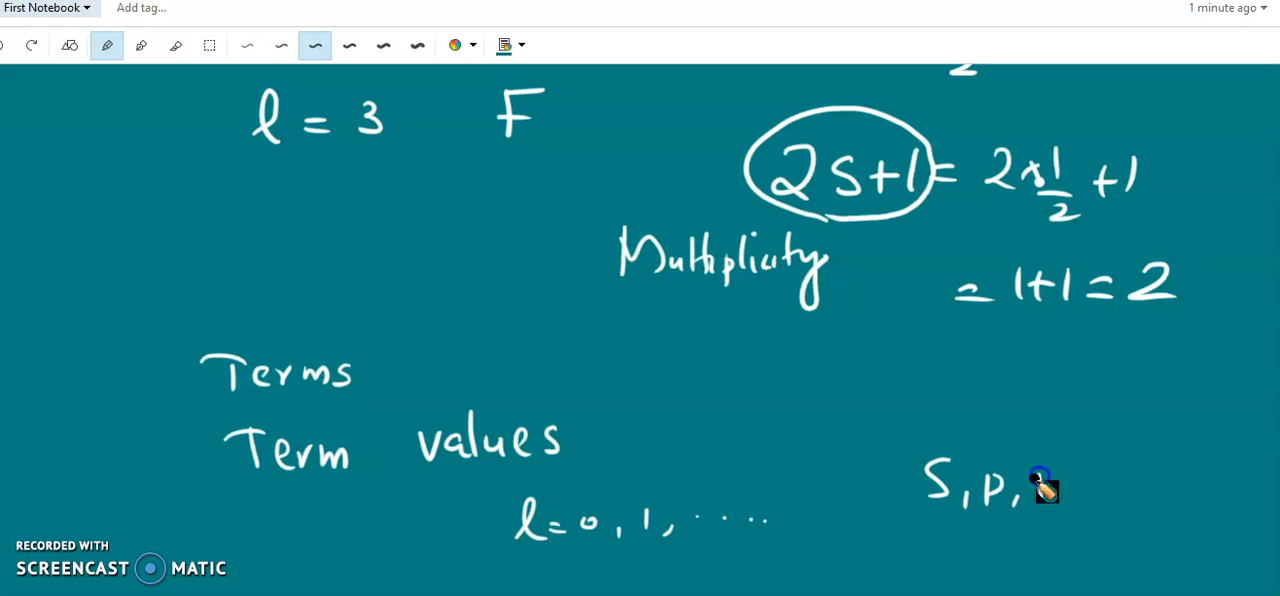 First Notebook
Add tag...
1 minute ago
2
l = 3 F
2s+1 = 2×1/2 +1
Multiplicity
= 1+1 = 2
Terms
Term values
S, P,
l = 0, 1, ......
RECORDED WITH
SCREENCAST MATIC